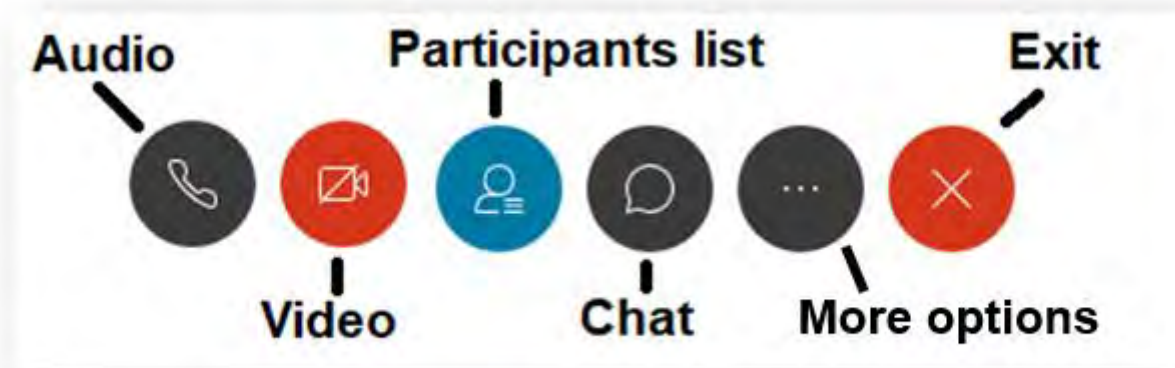 Audio
Participants list
Exit
Video
Chat
More options